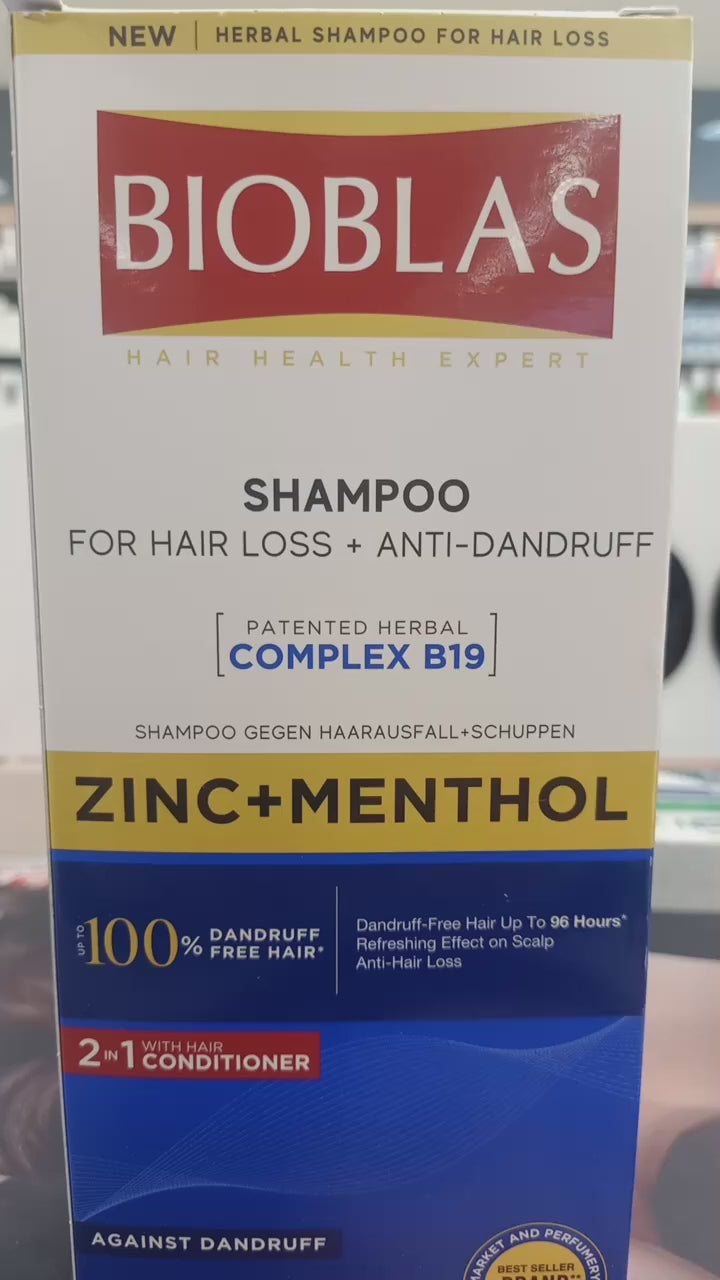 NEW | HERBAL SHAMPOO FOR HAIR LOSS
BIOBLAS
HAIR HEALTH EXPERT
SHAMPOO
FOR HAIR LOSS + ANTI-DANDRUFF
[PATENTED HERBAL
COMPLEX B19]
SHAMPOO GEGEN HAARAUSFALL+SCHUPPEN
ZINC+MENTHOL
UP TO 100% DANDRUFF
FREE HAIR*
Dandruff-Free Hair Up To 96 Hours*
Refreshing Effect on Scalp
Anti-Hair Loss
2 IN 1 WITH HAIR
CONDITIONER
AGAINST DANDRUFF
MARKET AND PERFUMERY
BEST SELLER
BRAND**